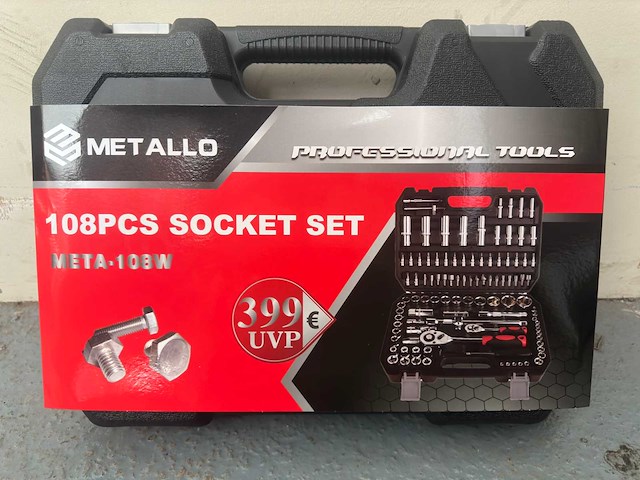 METALLO
PROFESSIONAL TOOLS
108PCS SOCKET SET
META-108W
399 €
UVP